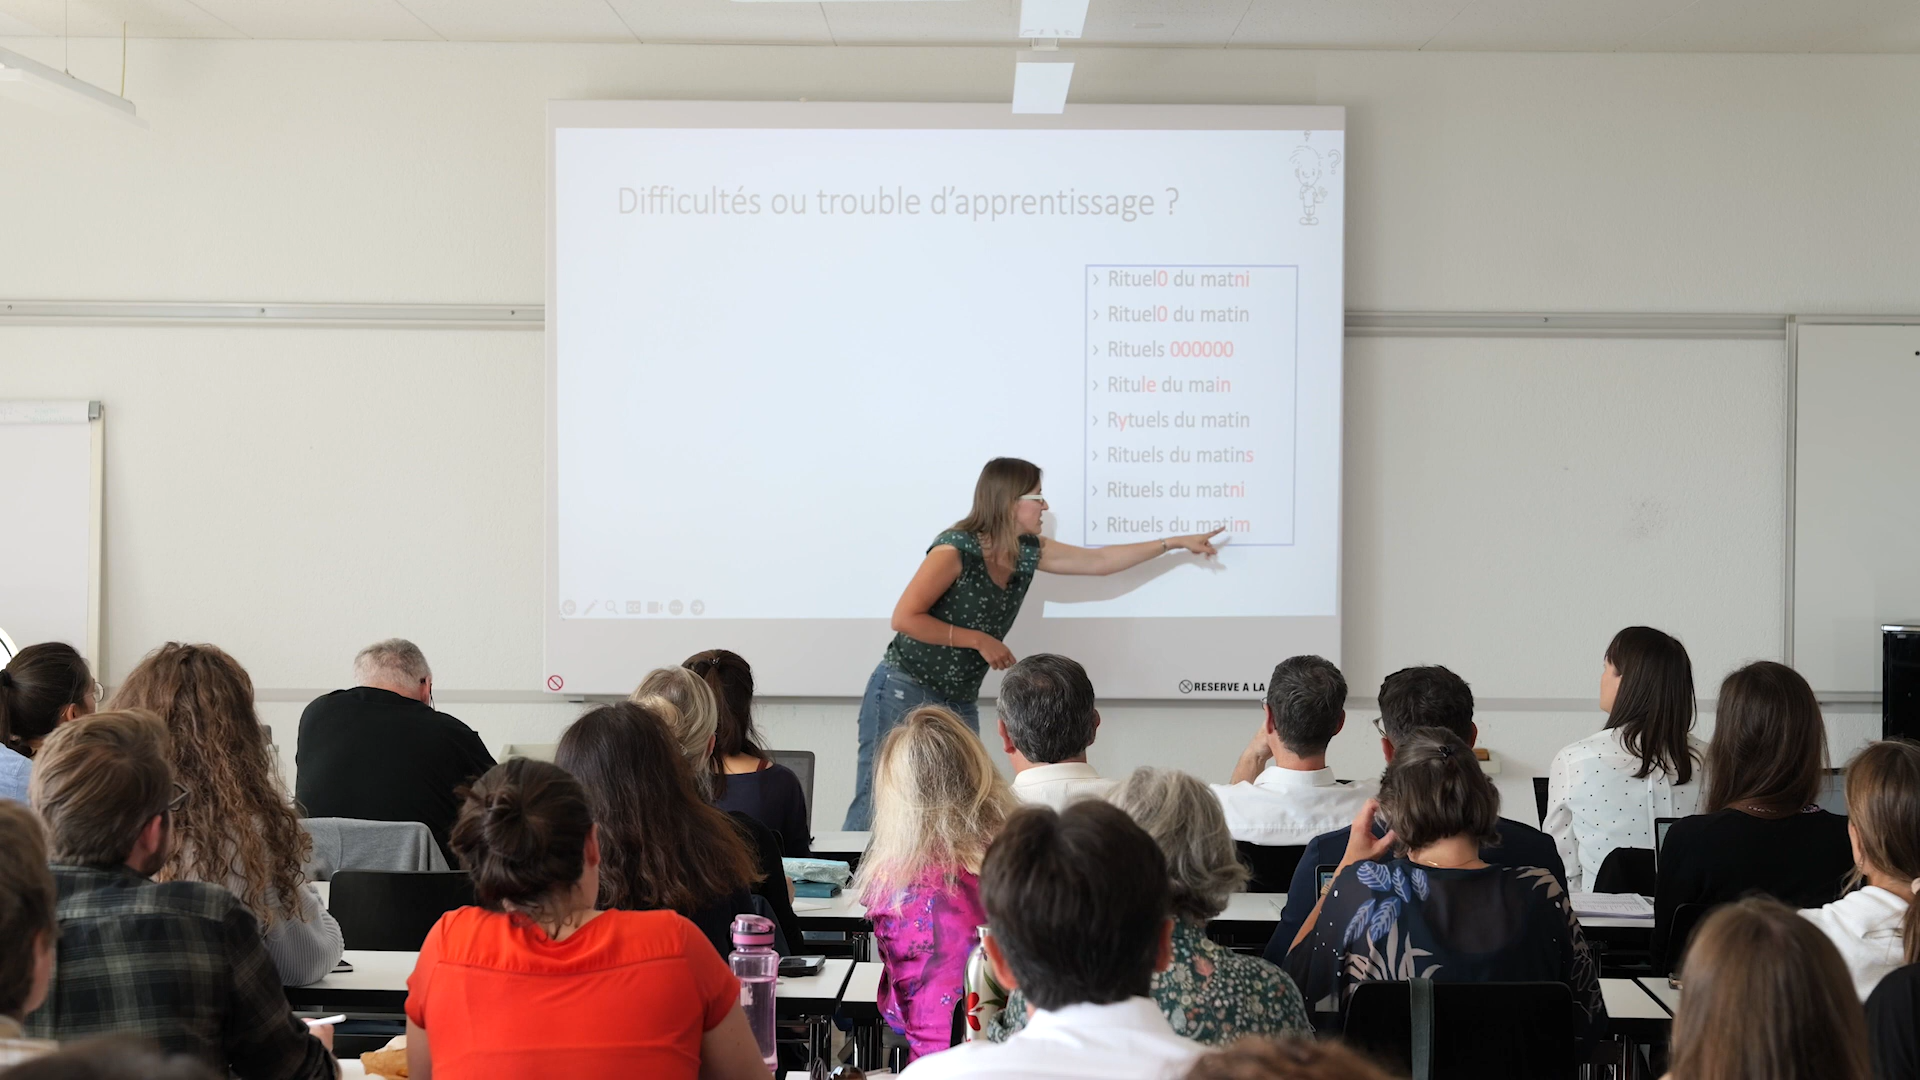 Difficultés ou trouble d'apprentissage ?
?
› Rituel0 du matni
› Rituel0 du matin
› Rituels 000000
› Ritule du main
› Rytuels du matin
› Rituels du matins
› Rituels du matni
› Rituels du matim
RESERVE A LA